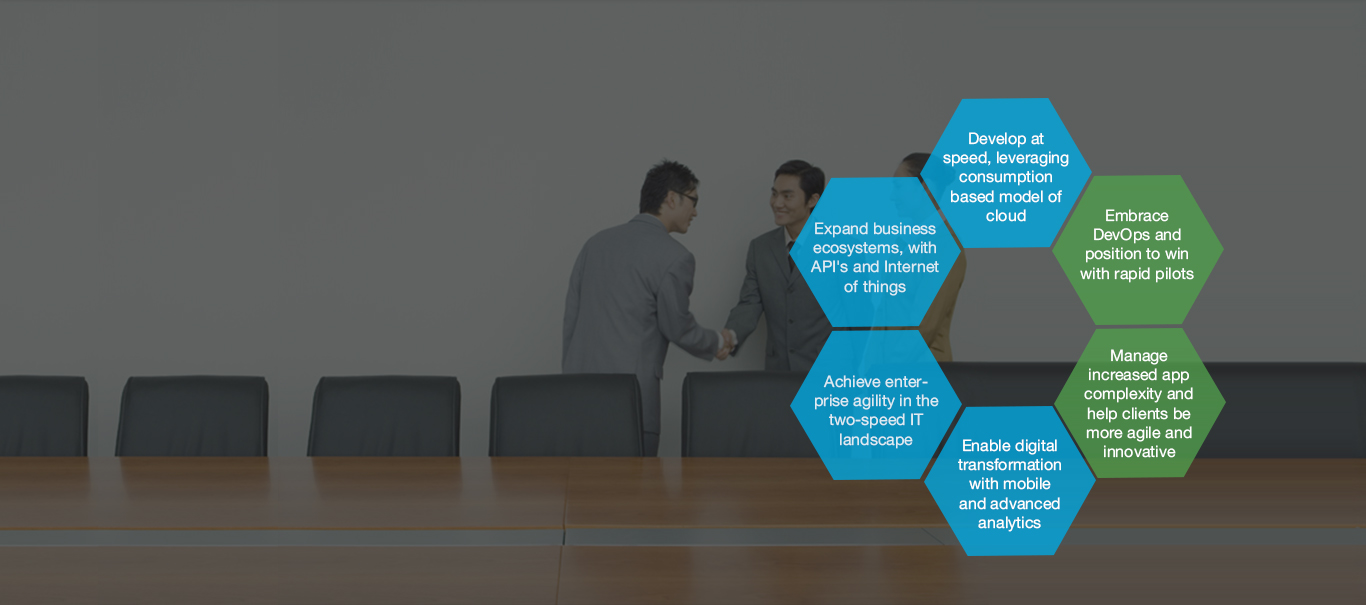 Develop at
speed, leveraging
consumption
based model of
cloud
Embrace
DevOps and
position to win
with rapid pilots
Manage
increased app
complexity and
help clients be
more agile and
innovative
Enable digital
transformation
with mobile
and advanced
analytics
Achieve enter-
prise agility in the
two-speed IT
landscape
Expand business
ecosystems, with
API's and Internet
of things